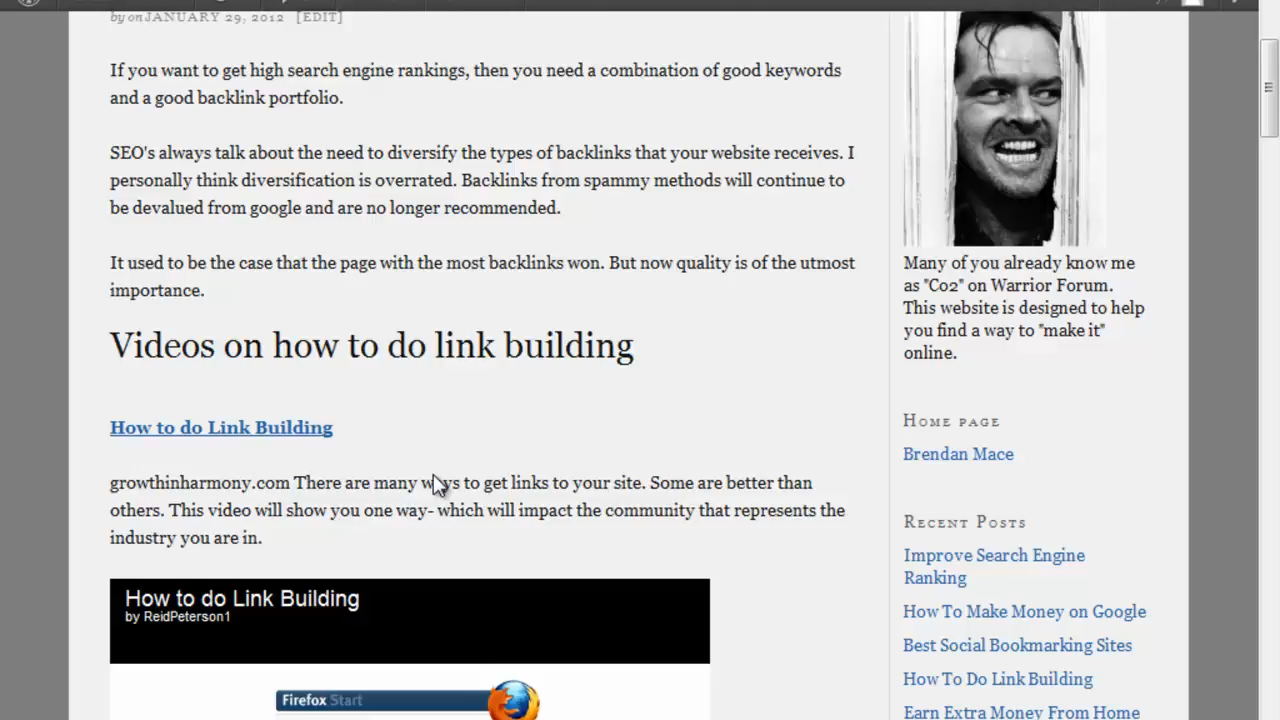 by on JANUARY 29, 2012 [EDIT]
If you want to get high search engine rankings, then you need a combination of good keywords
and a good backlink portfolio.
SEO's always talk about the need to diversify the types of backlinks that your website receives. I
personally think diversification is overrated. Backlinks from spammy methods will continue to
be devalued from google and are no longer recommended.
It used to be the case that the page with the most backlinks won. But now quality is of the utmost
importance.
Videos on how to do link building
How to do Link Building
growthinharmony.com There are many ways to get links to your site. Some are better than
others. This video will show you one way- which will impact the community that represents the
industry you are in.
How to do Link Building
by ReidPeterson1
Firefox Start
Many of you already know me
as "Co2" on Warrior Forum.
This website is designed to help
you find a way to "make it"
online.
HOME PAGE
Brendan Mace
RECENT POSTS
Improve Search Engine
Ranking
How To Make Money on Google
Best Social Bookmarking Sites
How To Do Link Building
Earn Extra Money From Home